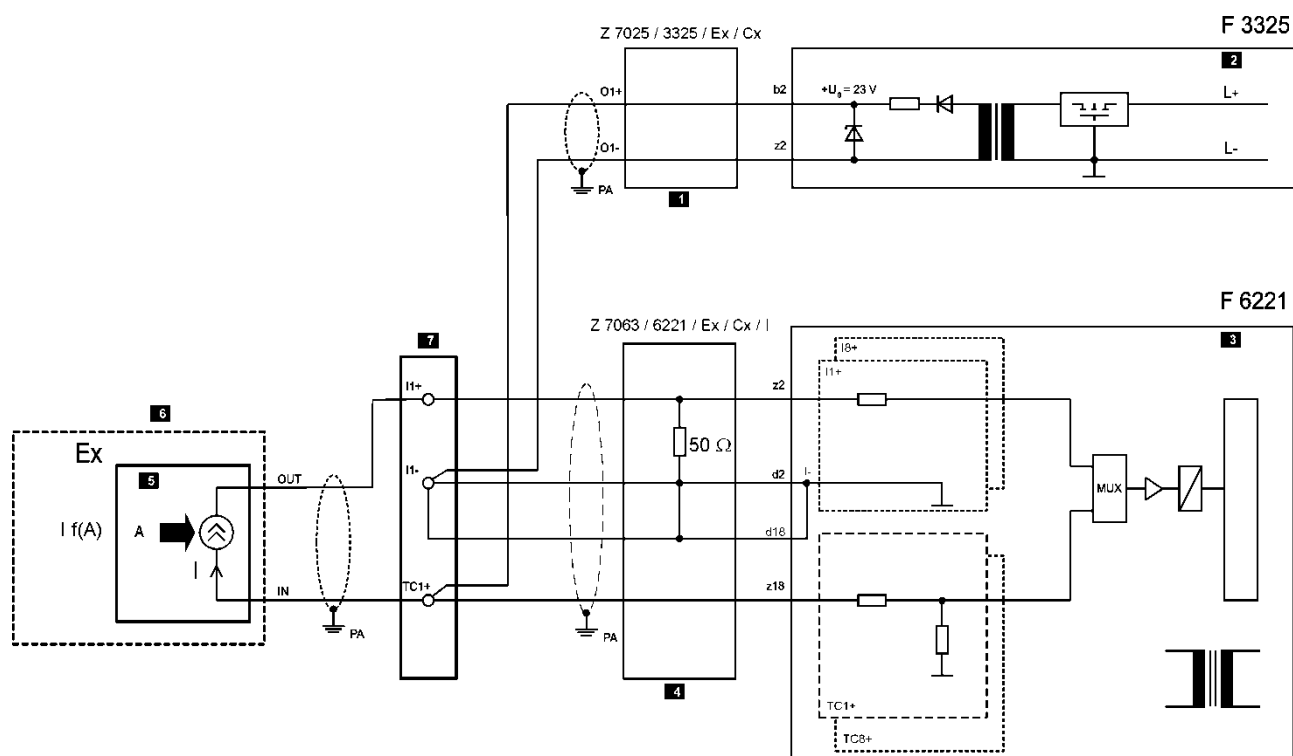 F 3325
Z 7025 / 3325 / Ex / Cx
2
O1+
b2
+U₀ = 23 V
L+
O1-
z2
L-
PA
1
F 6221
Z 7063 / 6221 / Ex / Cx / I
7
3
I8+
I1+
I1+
z2
6
Ex
50 Ω
5
OUT
I1-
d2
I-
MUX
I f(A)
A
d18
I
TC1+
IN
z18
PA
PA
4
TC1+
TC8+